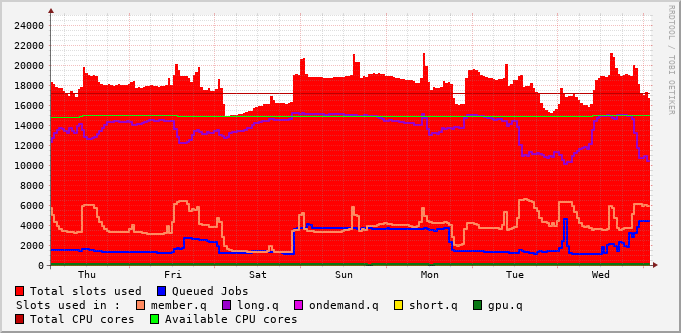 24000
22000
20000
18000
16000
14000
12000
10000
8000
6000
4000
2000
0
Thu Fri Sat Sun Mon Tue Wed
RRDTOOL / TOBI OETIKER
Total slots used Queued Jobs
Slots used in : member.q long.q ondemand.q short.q gpu.q
Total CPU cores Available CPU cores